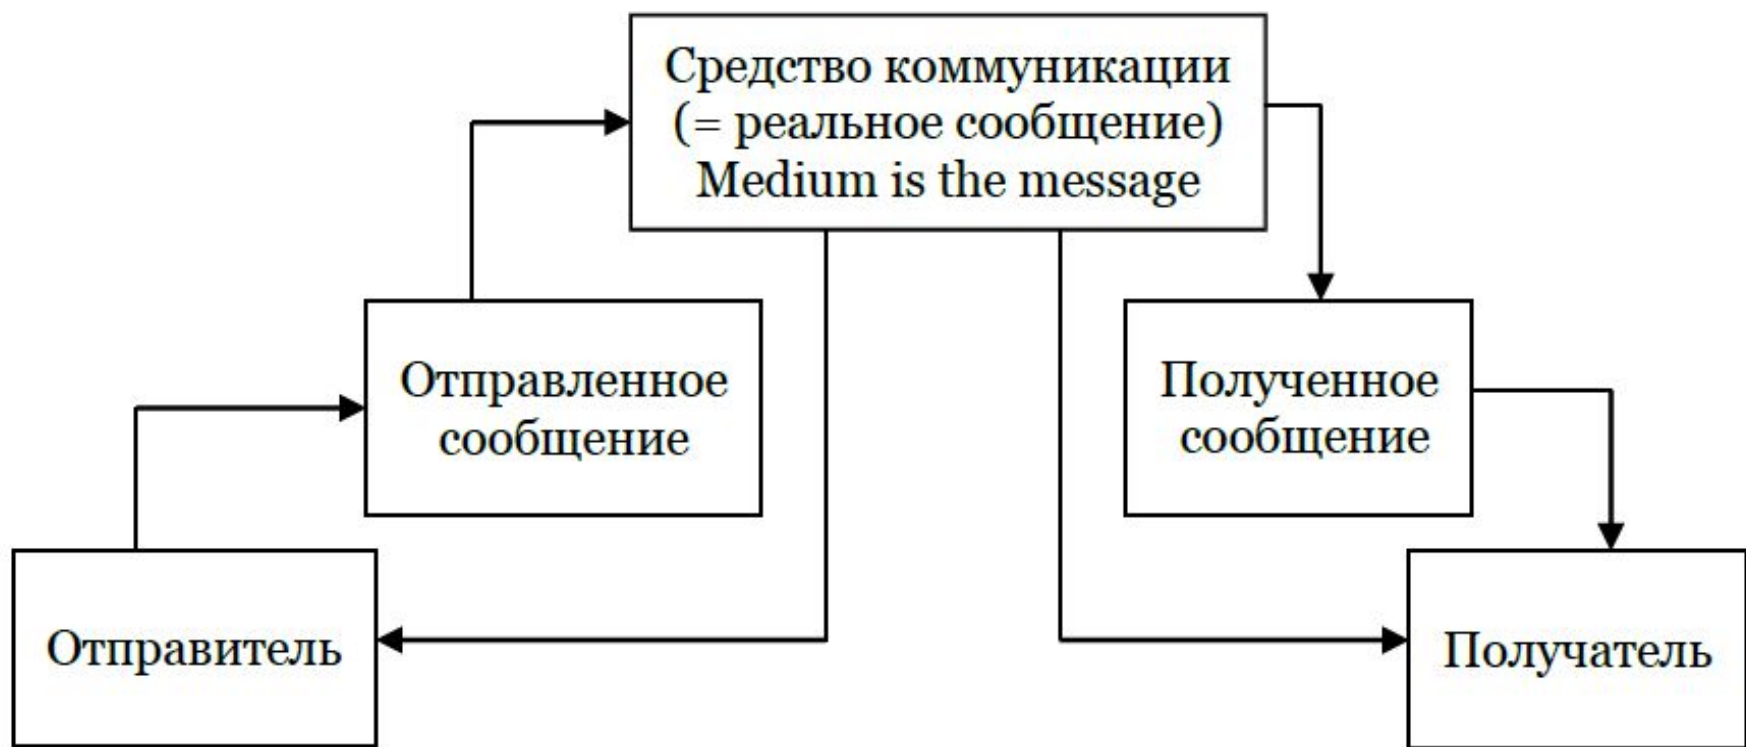 Средство коммуникации
(= реальное сообщение)
Medium is the message
Отправленное
сообщение
Полученное
сообщение
Отправитель
Получатель